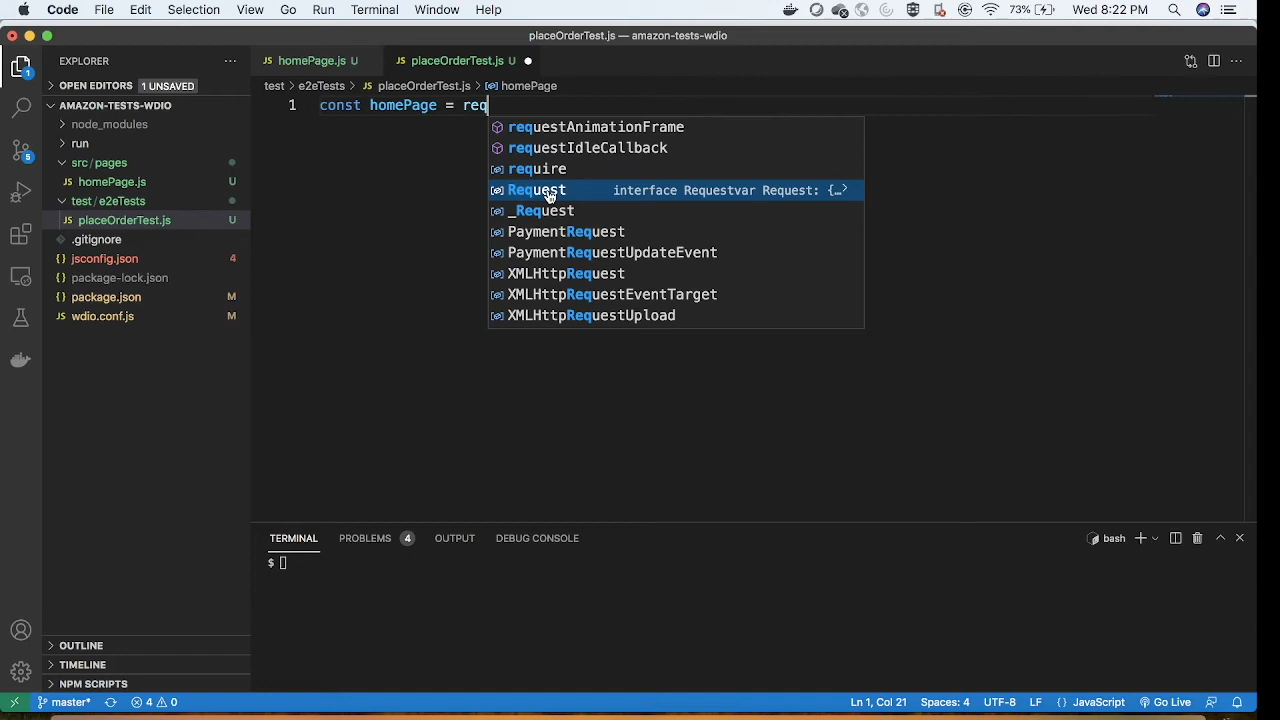 Code File Edit Selection View Go Run Terminal Window Help 73% Wed 8:22 PM
placeOrderTest.js — amazon-tests-wdio
EXPLORER
homePage.js U
placeOrderTest.js U
OPEN EDITORS 1 UNSAVED
test > e2eTests > JS placeOrderTest.js > homePage
AMAZON-TESTS-WDIO
node_modules
run
src/pages
JS homePage.js U
test/e2eTests
JS placeOrderTest.js U
.gitignore
{} jsconfig.json 4
package-lock.json
{} package.json M
{} wdio.conf.js M
1 const homePage = req
requestAnimationFrame
requestIdleCallback
require
Request interface Requestvar Request: {…>
_Request
PaymentRequest
PaymentRequestUpdateEvent
XMLHttpRequest
XMLHttpRequestEventTarget
XMLHttpRequestUpload
TERMINAL PROBLEMS 4 OUTPUT DEBUG CONSOLE bash
$
OUTLINE
TIMELINE
NPM SCRIPTS
1
5
master* 4 0 Ln 1, Col 21 Spaces: 4 UTF-8 LF {} JavaScript Go Live